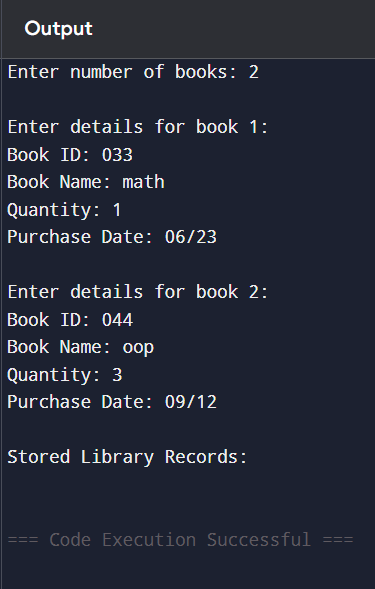 Output
Enter number of books: 2
Enter details for book 1:
Book ID: 033
Book Name: math
Quantity: 1
Purchase Date: 06/23
Enter details for book 2:
Book ID: 044
Book Name: oop
Quantity: 3
Purchase Date: 09/12
Stored Library Records:
=== Code Execution Successful ===